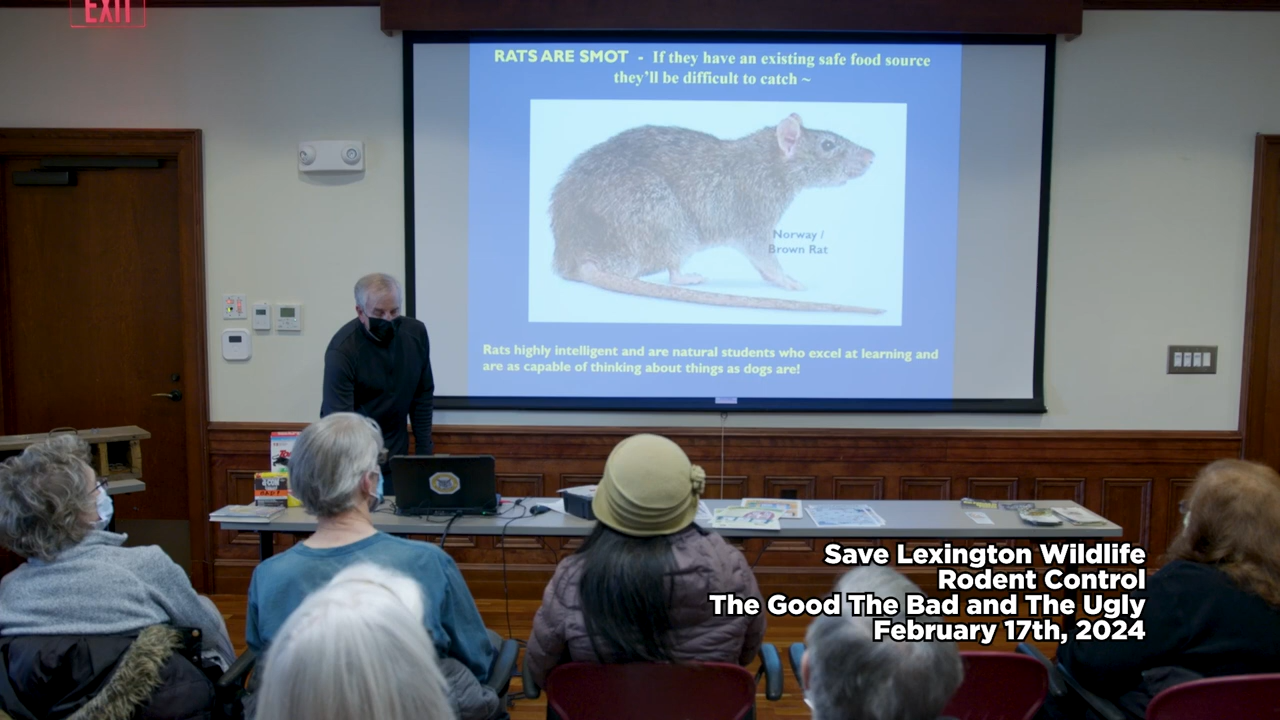 EXIT
RATS ARE SMOT - If they have an existing safe food source
they'll be difficult to catch ~
Norway /
Brown Rat
Rats highly intelligent and are natural students who excel at learning and
are as capable of thinking about things as dogs are!
Save Lexington Wildlife
Rodent Control
The Good The Bad and The Ugly
February 17th, 2024